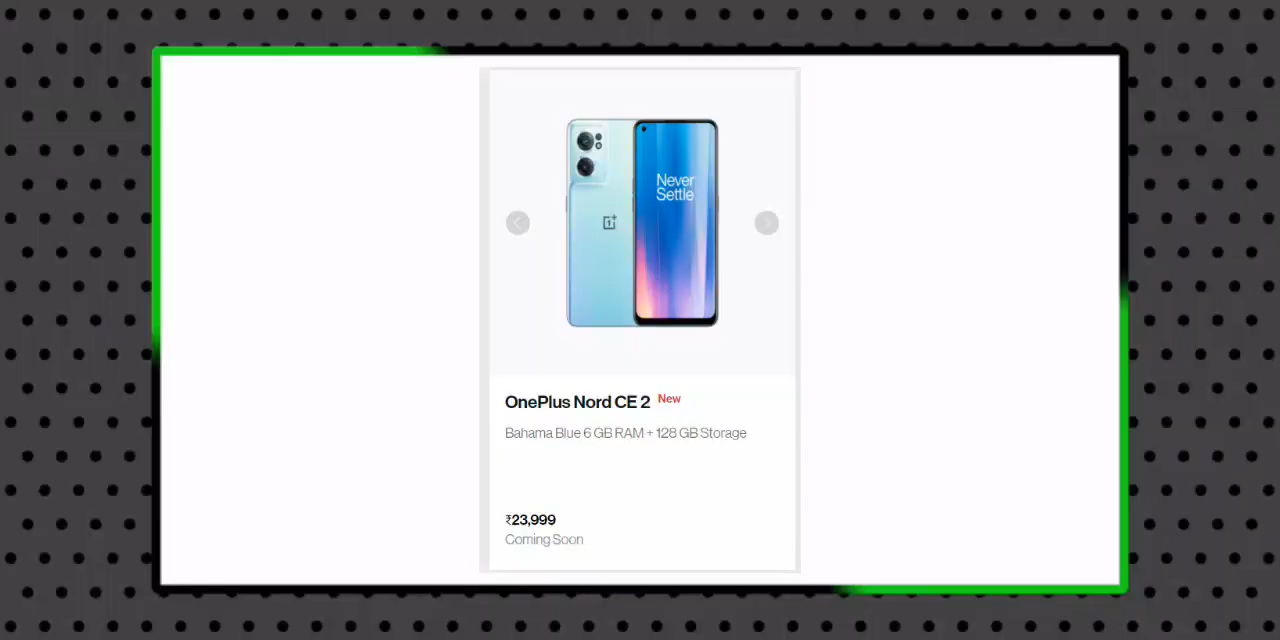 Never
Settle
OnePlus Nord CE 2 New
Bahama Blue 6 GB RAM + 128 GB Storage
₹23,999
Coming Soon